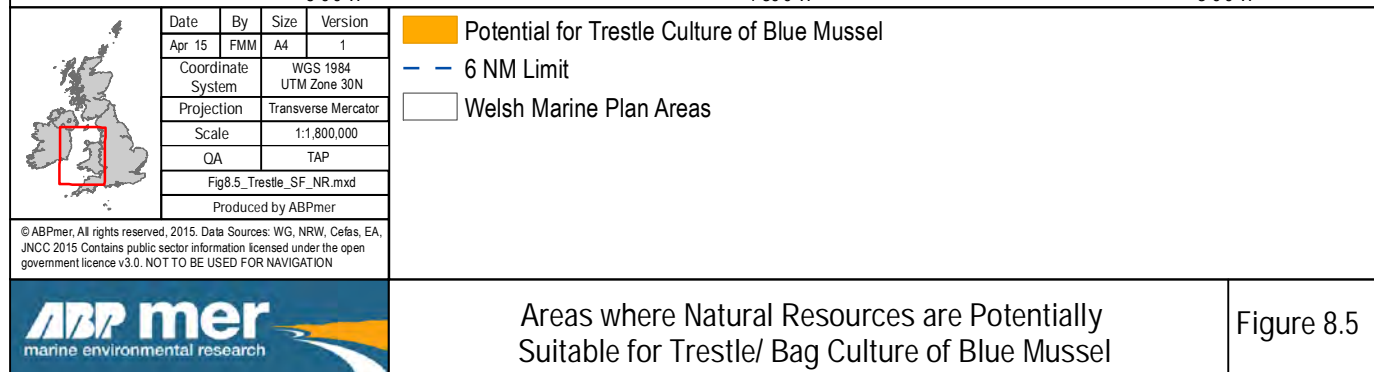 Date By Size Version
Apr 15 FMM A4 1
Coordinate System WGS 1984 UTM Zone 30N
Projection Transverse Mercator
Scale 1:1,800,000
QA TAP
Fig8.5_Trestle_SF_NR.mxd
Produced by ABPmer
© ABPmer, All rights reserved, 2015. Data Sources: WG, NRW, Cefas, EA,
JNCC 2015 Contains public sector information licensed under the open
government licence v3.0. NOT TO BE USED FOR NAVIGATION
Potential for Trestle Culture of Blue Mussel
6 NM Limit
Welsh Marine Plan Areas
ABP mer
marine environmental research
Areas where Natural Resources are Potentially
Suitable for Trestle/ Bag Culture of Blue Mussel
Figure 8.5